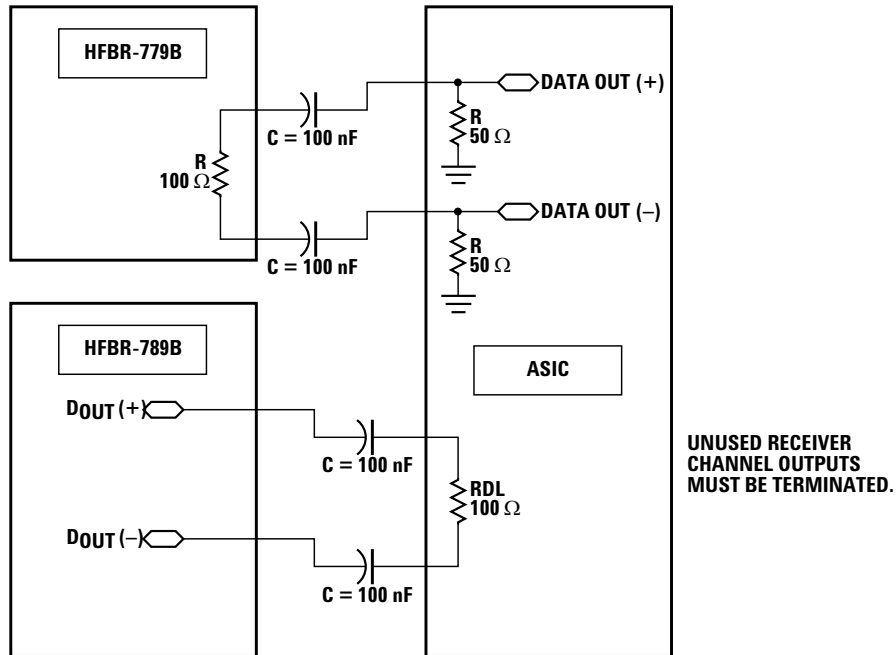 HFBR-779B
DATA OUT (+)
R
50 Ω
C = 100 nF
R
100 Ω
DATA OUT (–)
R
50 Ω
C = 100 nF
HFBR-789B
ASIC
DOUT (+)
C = 100 nF
RDL
100 Ω
UNUSED RECEIVER
CHANNEL OUTPUTS
MUST BE TERMINATED.
DOUT (–)
C = 100 nF